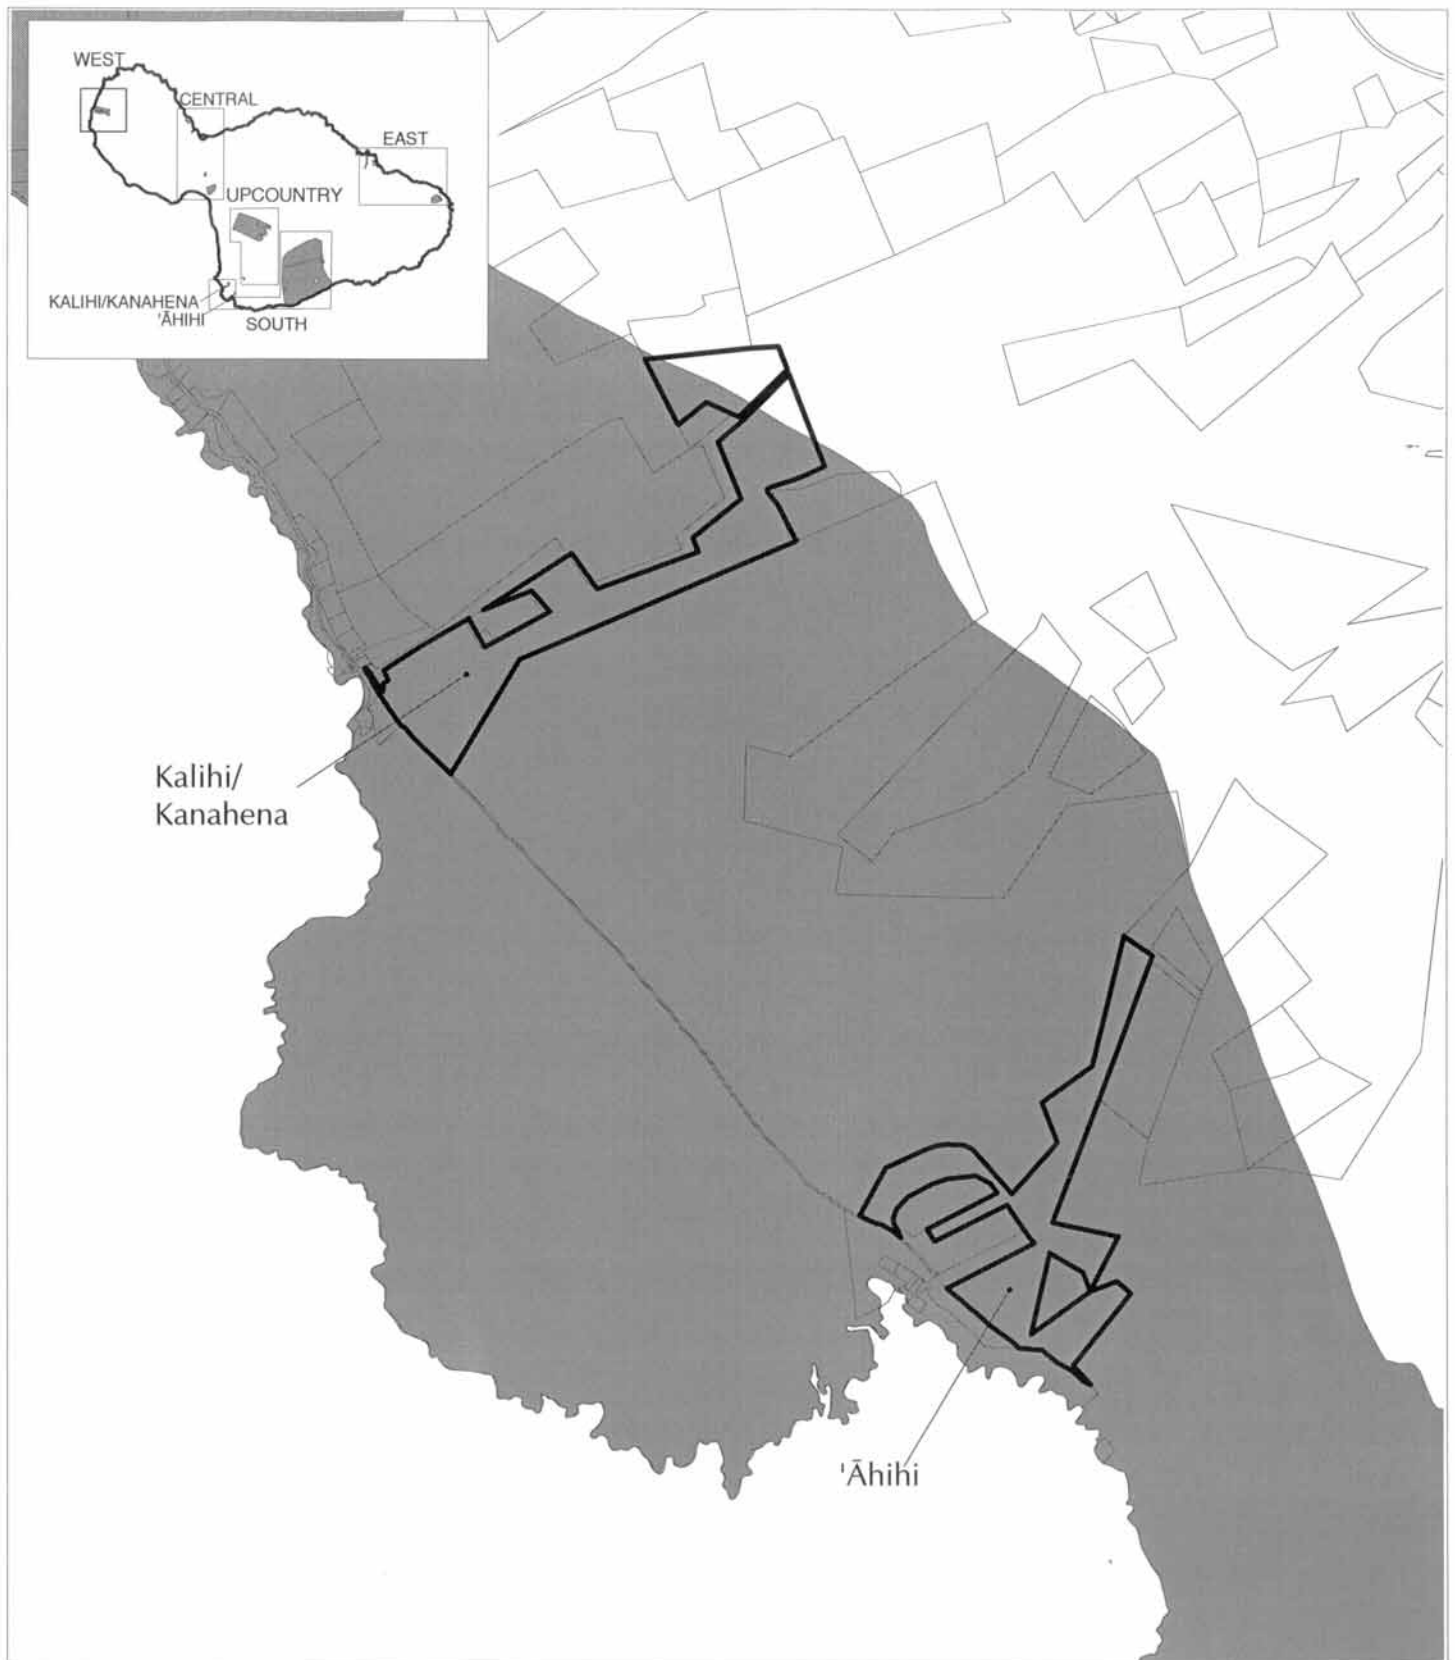 WEST
CENTRAL
EAST
UPCOUNTRY
KALIHI/KANAHENA
'ĀHIHI
SOUTH
Kalihi/
Kanahena
'Āhihi